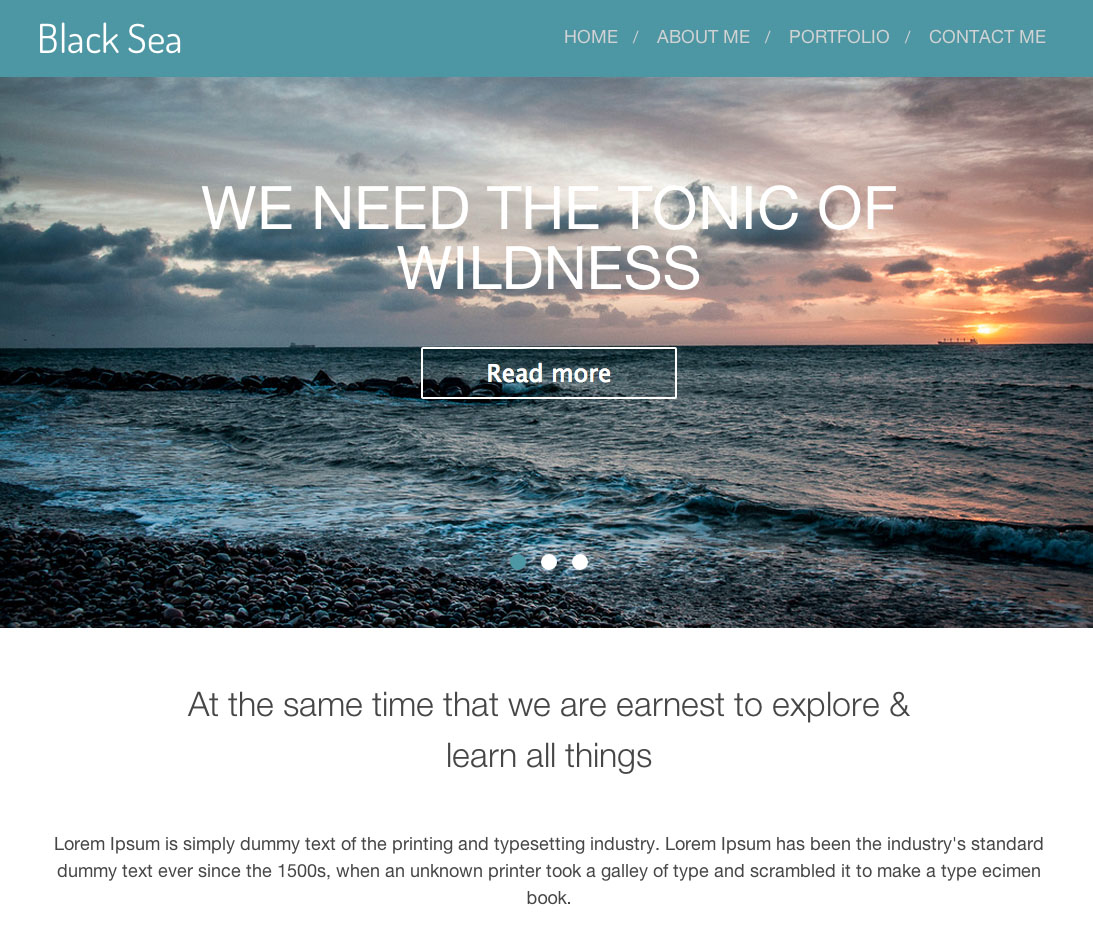 Black Sea
HOME / ABOUT ME / PORTFOLIO / CONTACT ME
WE NEED THE TONIC OF
WILDNESS
Read more
At the same time that we are earnest to explore &
learn all things
Lorem Ipsum is simply dummy text of the printing and typesetting industry. Lorem Ipsum has been the industry's standard
dummy text ever since the 1500s, when an unknown printer took a galley of type and scrambled it to make a type ecimen
book.